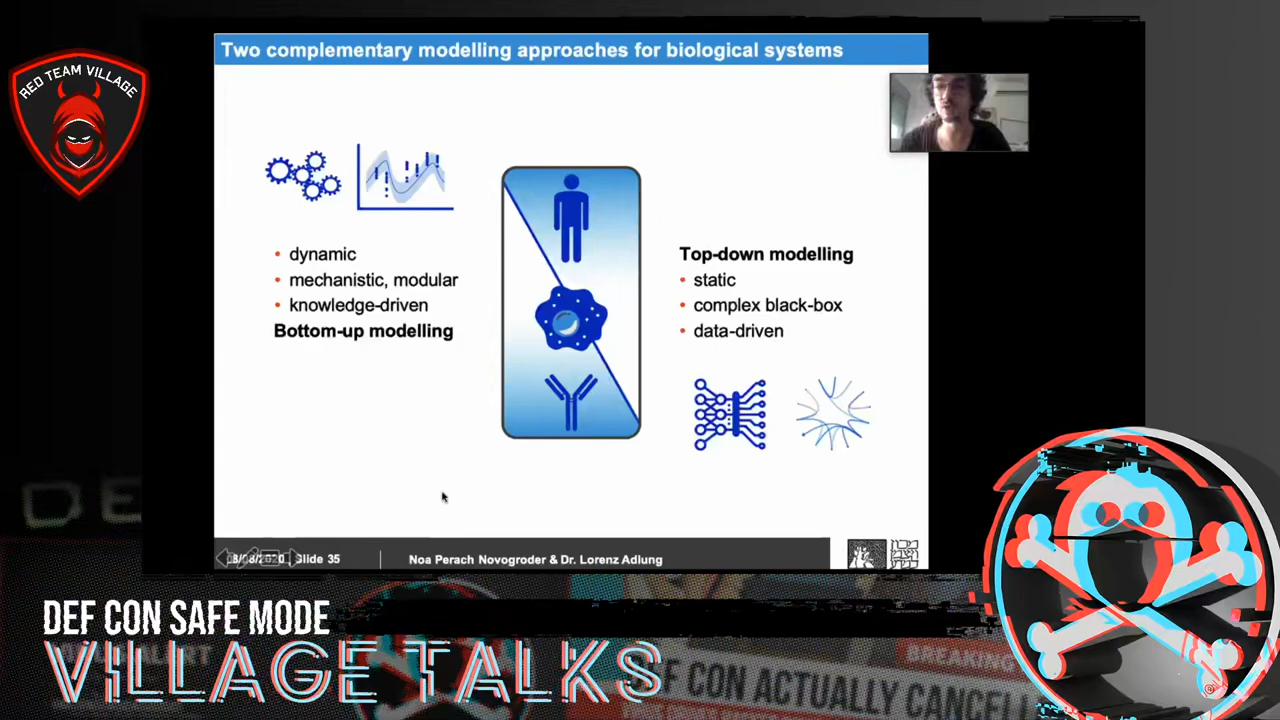 RED TEAM VILLAGE
Two complementary modelling approaches for biological systems
• dynamic
• mechanistic, modular
• knowledge-driven
Bottom-up modelling
Top-down modelling
• static
• complex black-box
• data-driven
Slide 35
Noa Perach Novogroder & Dr. Lorenz Adlung
DE
DEF CON SAFE MODE
VILLAGE TALKS
BREAKING
DEF CON ACTUALLY CANCEL